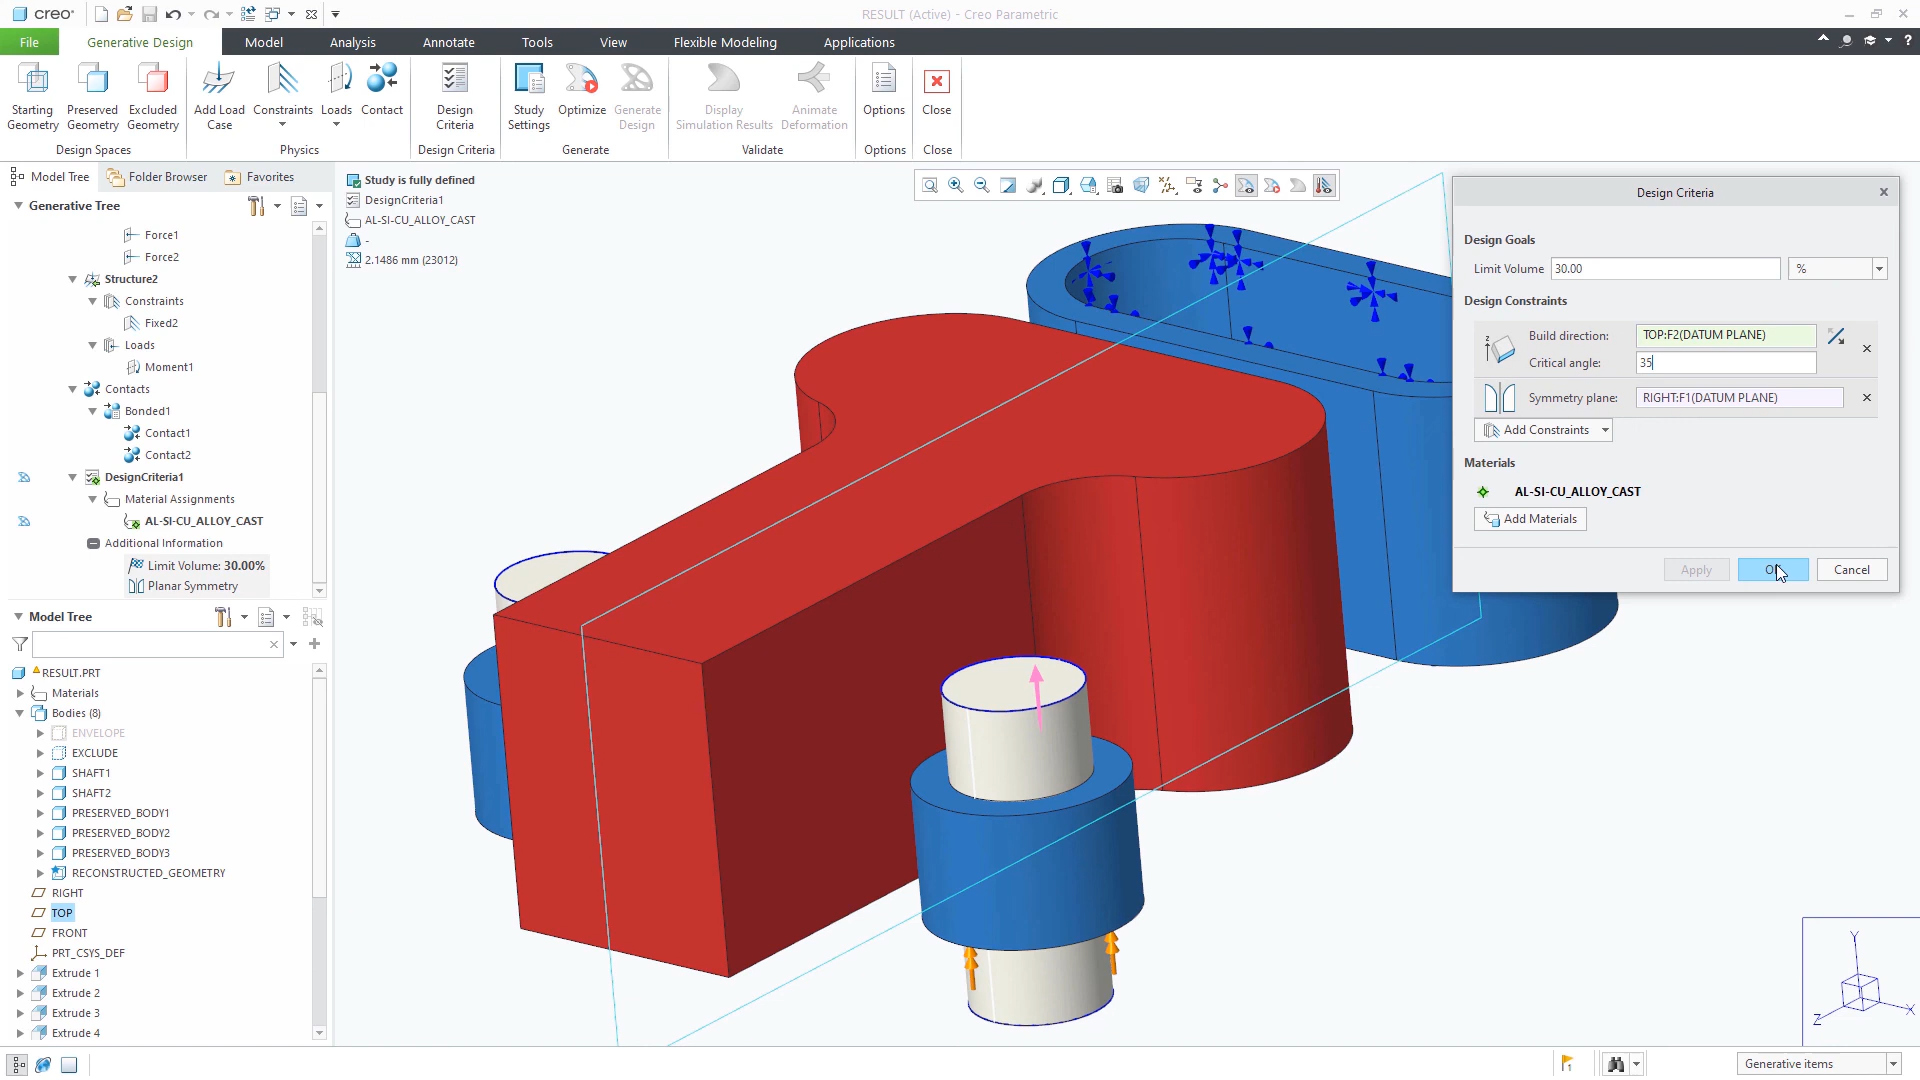 creo
RESULT (Active) - Creo Parametric
File
Generative Design
Model
Analysis
Annotate
Tools
View
Flexible Modeling
Applications
?
Starting Geometry
Preserved Geometry
Excluded Geometry
Add Load Case
Constraints
Loads
Contact
Design Criteria
Study Settings
Optimize
Generate Design
Display Simulation Results
Animate Deformation
Options
Close
Design Spaces
Physics
Design Criteria
Generate
Validate
Options
Close
Model Tree
Folder Browser
Favorites
Generative Tree
Force1
Force2
Structure2
Constraints
Fixed2
Loads
Moment1
Contacts
Bonded1
Contact1
Contact2
DesignCriteria1
Material Assignments
AL-SI-CU_ALLOY_CAST
Additional Information
Limit Volume: 30.00%
Planar Symmetry
Model Tree
RESULT.PRT
Materials
Bodies (8)
ENVELOPE
EXCLUDE
SHAFT1
SHAFT2
PRESERVED_BODY1
PRESERVED_BODY2
PRESERVED_BODY3
RECONSTRUCTED_GEOMETRY
RIGHT
TOP
FRONT
PRT_CSYS_DEF
Extrude 1
Extrude 2
Extrude 3
Extrude 4
Study is fully defined
DesignCriteria1
AL-SI-CU_ALLOY_CAST
-
2.1486 mm (23012)
Design Criteria
Design Goals
Limit Volume 30.00 %
Design Constraints
Z
Build direction: TOP:F2(DATUM PLANE)
Critical angle: 35
Symmetry plane: RIGHT:F1(DATUM PLANE)
Add Constraints
Materials
AL-SI-CU_ALLOY_CAST
Add Materials
Apply
Cancel
Y
X
Z
1
Generative items